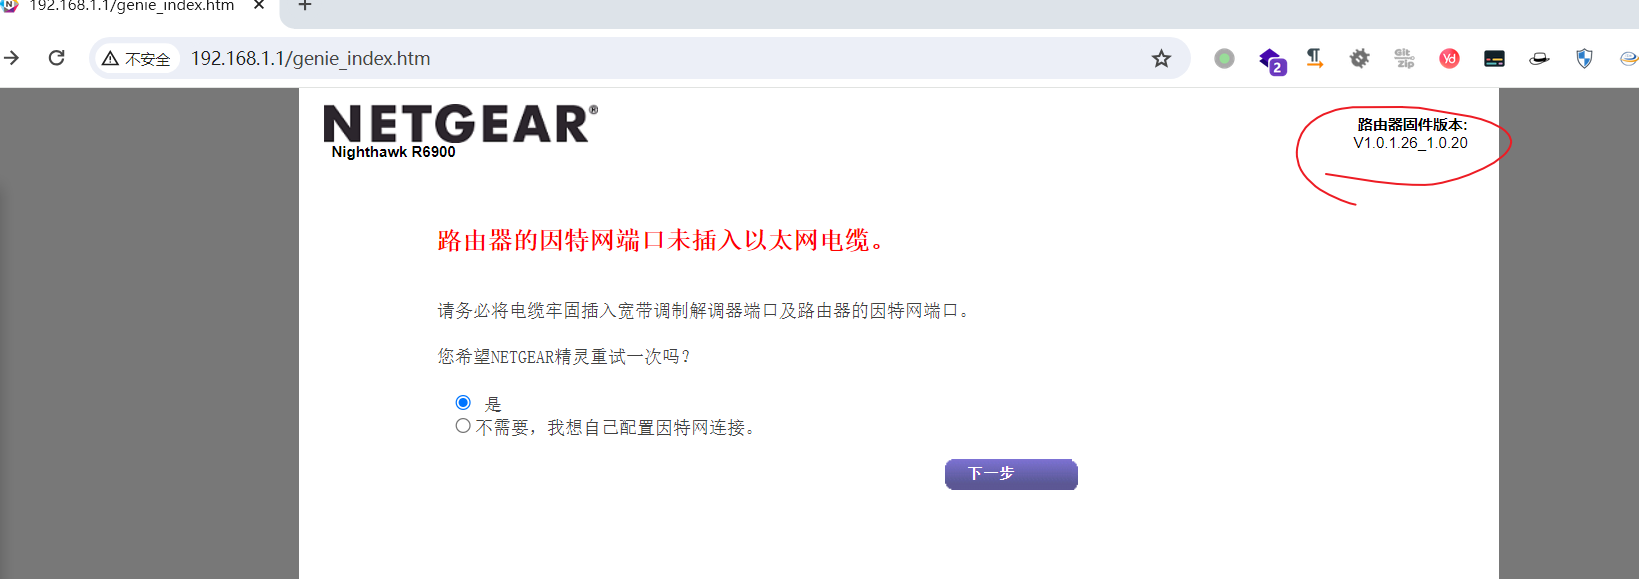 192.168.1.1/genie_index.htm
不安全 192.168.1.1/genie_index.htm
2
Git
zip
Yd
NETGEAR®
Nighthawk R6900
路由器固件版本:
V1.0.1.26_1.0.20
路由器的因特网端口未插入以太网电缆。
请务必将电缆牢固插入宽带调制解调器端口及路由器的因特网端口。
您希望NETGEAR精灵重试一次吗?
是
不需要，我想自己配置因特网连接。
下一步